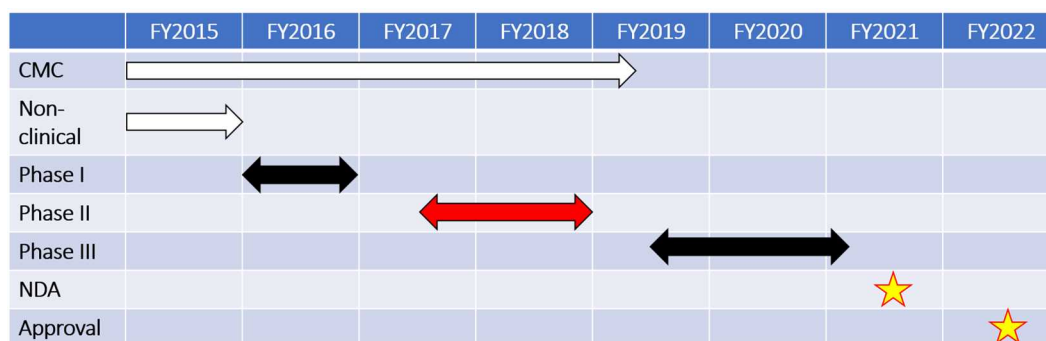 FY2015 FY2016 FY2017 FY2018 FY2019 FY2020 FY2021 FY2022
CMC
Non-
clinical
Phase I
Phase II
Phase III
NDA
Approval